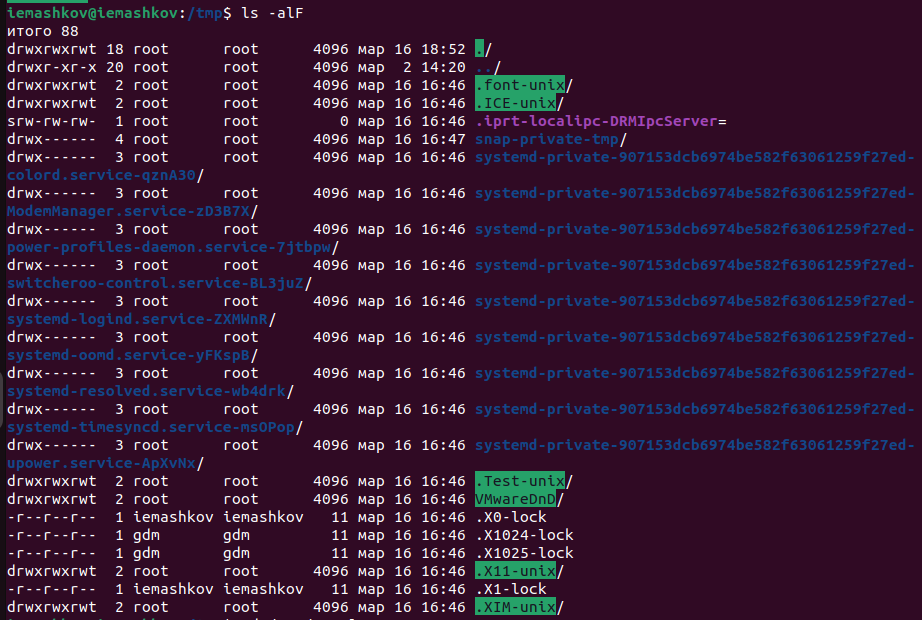 iemashkov@iemashkov:/tmp$ ls -alF
итого 88
drwxrwxrwt 18 root      root      4096 мар 16 18:52 ./
drwxr-xr-x 20 root      root      4096 мар  2 14:20 ../
drwxrwxrwt  2 root      root      4096 мар 16 16:46 .font-unix/
drwxrwxrwt  2 root      root      4096 мар 16 16:46 .ICE-unix/
srw-rw-rw-  1 root      root         0 мар 16 16:46 .iprt-localipc-DRMIpcServer=
drwx------  4 root      root      4096 мар 16 16:47 snap-private-tmp/
drwx------  3 root      root      4096 мар 16 16:46 systemd-private-907153dcb6974be582f63061259f27ed-
colord.service-qznA30/
drwx------  3 root      root      4096 мар 16 16:46 systemd-private-907153dcb6974be582f63061259f27ed-
ModemManager.service-zD3B7X/
drwx------  3 root      root      4096 мар 16 16:46 systemd-private-907153dcb6974be582f63061259f27ed-
power-profiles-daemon.service-7jtbpw/
drwx------  3 root      root      4096 мар 16 16:46 systemd-private-907153dcb6974be582f63061259f27ed-
switcheroo-control.service-BL3juZ/
drwx------  3 root      root      4096 мар 16 16:46 systemd-private-907153dcb6974be582f63061259f27ed-
systemd-logind.service-ZXMWnR/
drwx------  3 root      root      4096 мар 16 16:46 systemd-private-907153dcb6974be582f63061259f27ed-
systemd-oomd.service-yFKspB/
drwx------  3 root      root      4096 мар 16 16:46 systemd-private-907153dcb6974be582f63061259f27ed-
systemd-resolved.service-wb4drk/
drwx------  3 root      root      4096 мар 16 16:46 systemd-private-907153dcb6974be582f63061259f27ed-
systemd-timesyncd.service-msOPop/
drwx------  3 root      root      4096 мар 16 16:46 systemd-private-907153dcb6974be582f63061259f27ed-
upower.service-ApXvNx/
drwxrwxrwt  2 root      root      4096 мар 16 16:46 .Test-unix/
drwxrwxrwt  2 root      root      4096 мар 16 16:46 VMwareDnD/
-r--r--r--  1 iemashkov iemashkov   11 мар 16 16:46 .X0-lock
-r--r--r--  1 gdm       gdm         11 мар 16 16:46 .X1024-lock
-r--r--r--  1 gdm       gdm         11 мар 16 16:46 .X1025-lock
drwxrwxrwt  2 root      root      4096 мар 16 16:46 .X11-unix/
-r--r--r--  1 iemashkov iemashkov   11 мар 16 16:46 .X1-lock
drwxrwxrwt  2 root      root      4096 мар 16 16:46 .XIM-unix/